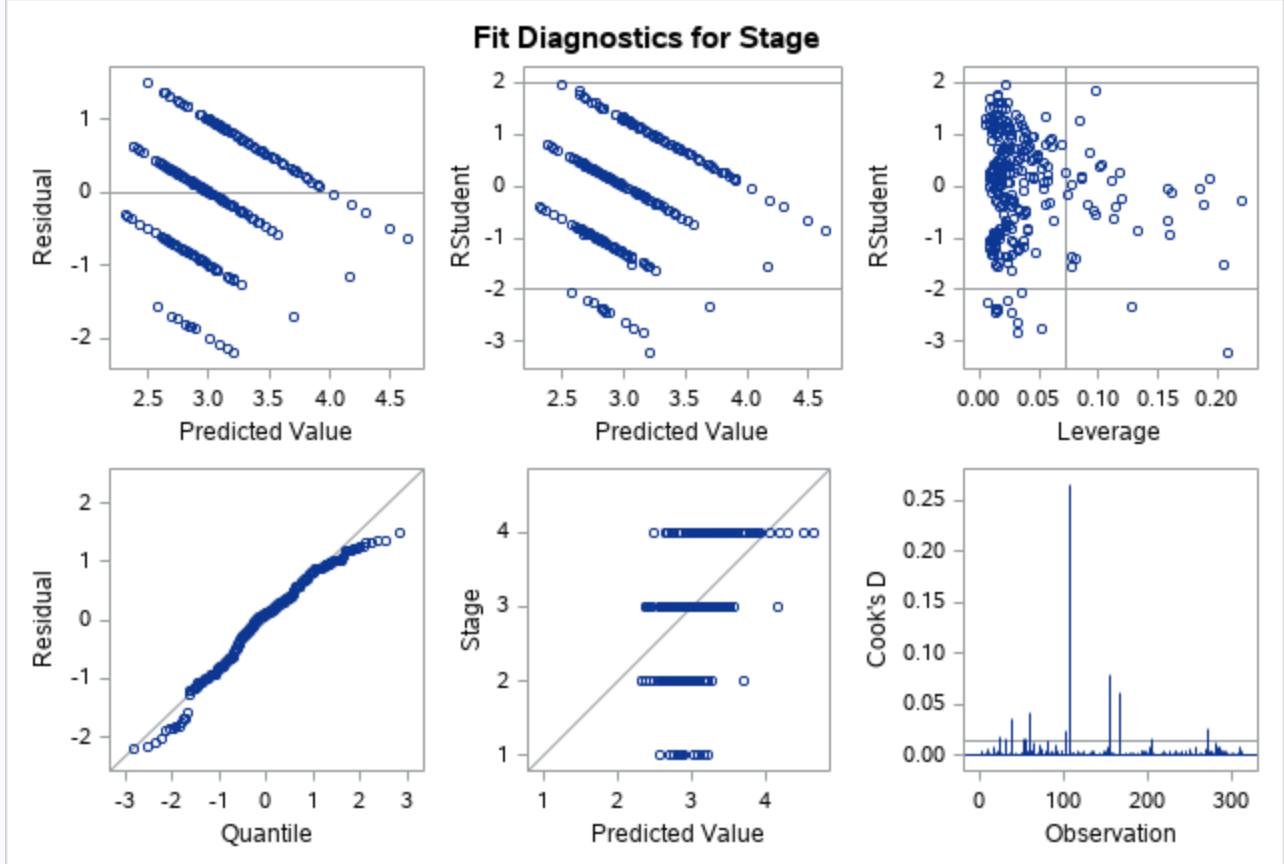 Fit Diagnostics for Stage
Residual
1
0
-1
-2
2.5 3.0 3.5 4.0 4.5
Predicted Value
RStudent
2
1
0
-1
-2
-3
2.5 3.0 3.5 4.0 4.5
Predicted Value
RStudent
2
1
0
-1
-2
-3
0.00 0.05 0.10 0.15 0.20
Leverage
Residual
2
1
0
-1
-2
-3 -2 -1 0 1 2 3
Quantile
Stage
4
3
2
1
1 2 3 4
Predicted Value
Cook's D
0.25
0.20
0.15
0.10
0.05
0.00
0 100 200 300
Observation